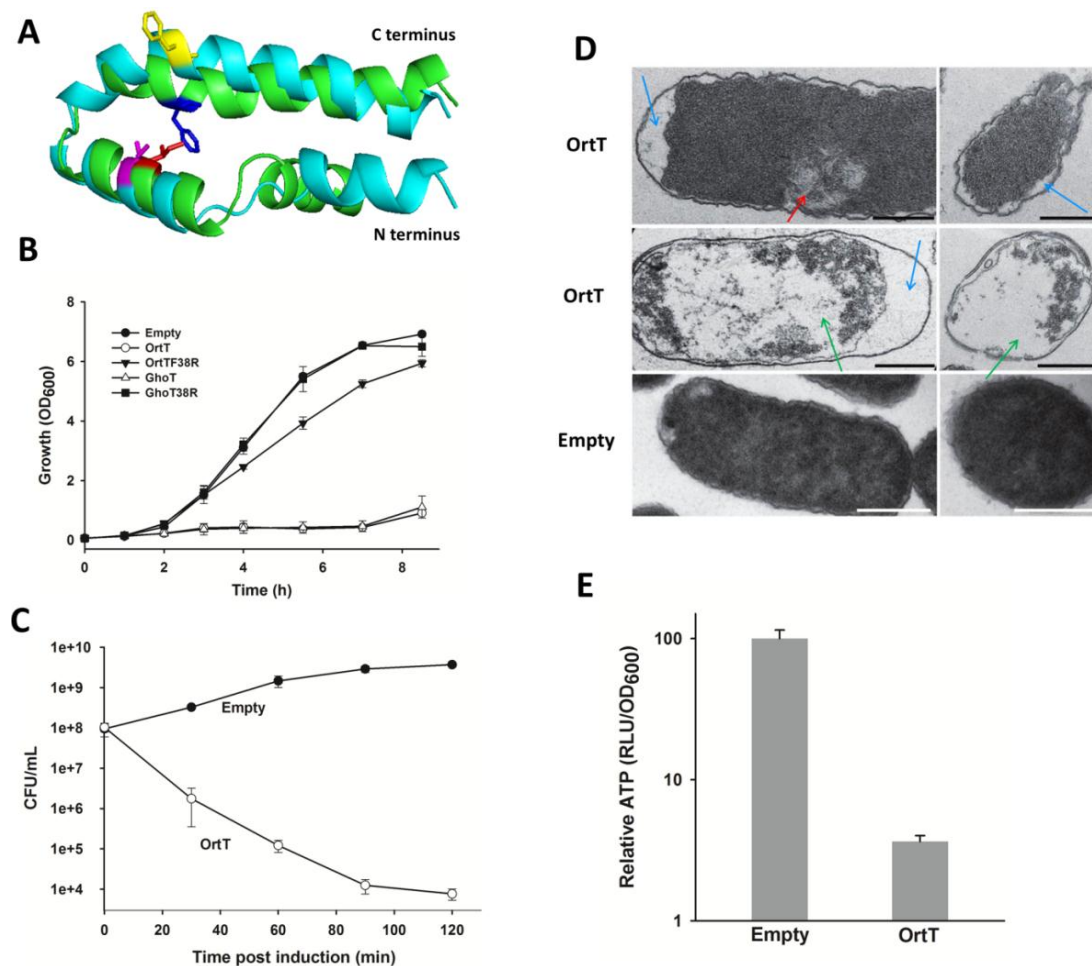 A
C terminus
N terminus
B
8
6
4
2
0
Growth (OD600)
Empty
OrtT
OrtTF38R
GhoT
GhoT38R
0 2 4 6 8
Time (h)
C
1e+10
1e+9
1e+8
1e+7
1e+6
1e+5
1e+4
CFU/mL
Empty
OrtT
0 20 40 60 80 100 120
Time post induction (min)
D
OrtT
OrtT
Empty
E
100
10
1
Relative ATP (RLU/OD600)
Empty OrtT